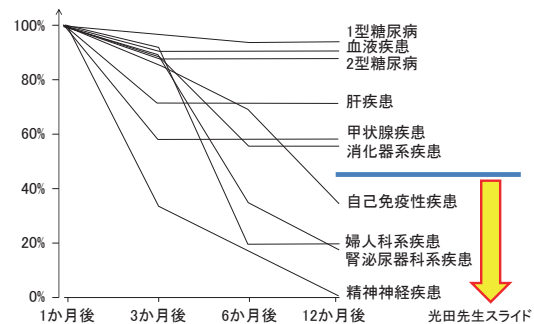 100%
80%
60%
40%
20%
0%
1型糖尿病
血液疾患
2型糖尿病
肝疾患
甲状腺疾患
消化器系疾患
自己免疫性疾患
婦人科系疾患
腎泌尿器科系疾患
精神神経疾患
1か月後 3か月後 6か月後 12か月後
光田先生スライド